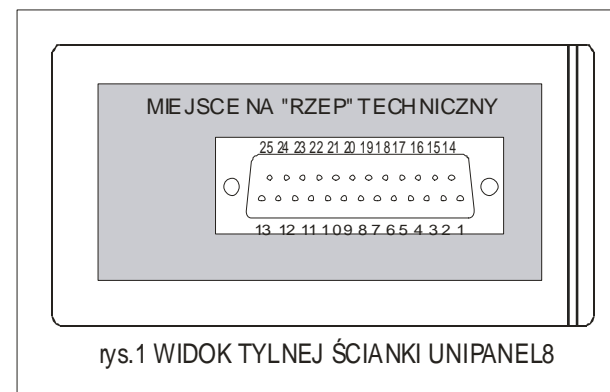 MIEJSCE NA "RZEP" TECHNICZNY
25 24 23 22 21 20 19 18 17 16 15 14
13 12 11 10 9 8 7 6 5 4 3 2 1
rys.1 WIDOK TYLNEJ ŚCIANKI UNIPANEL8